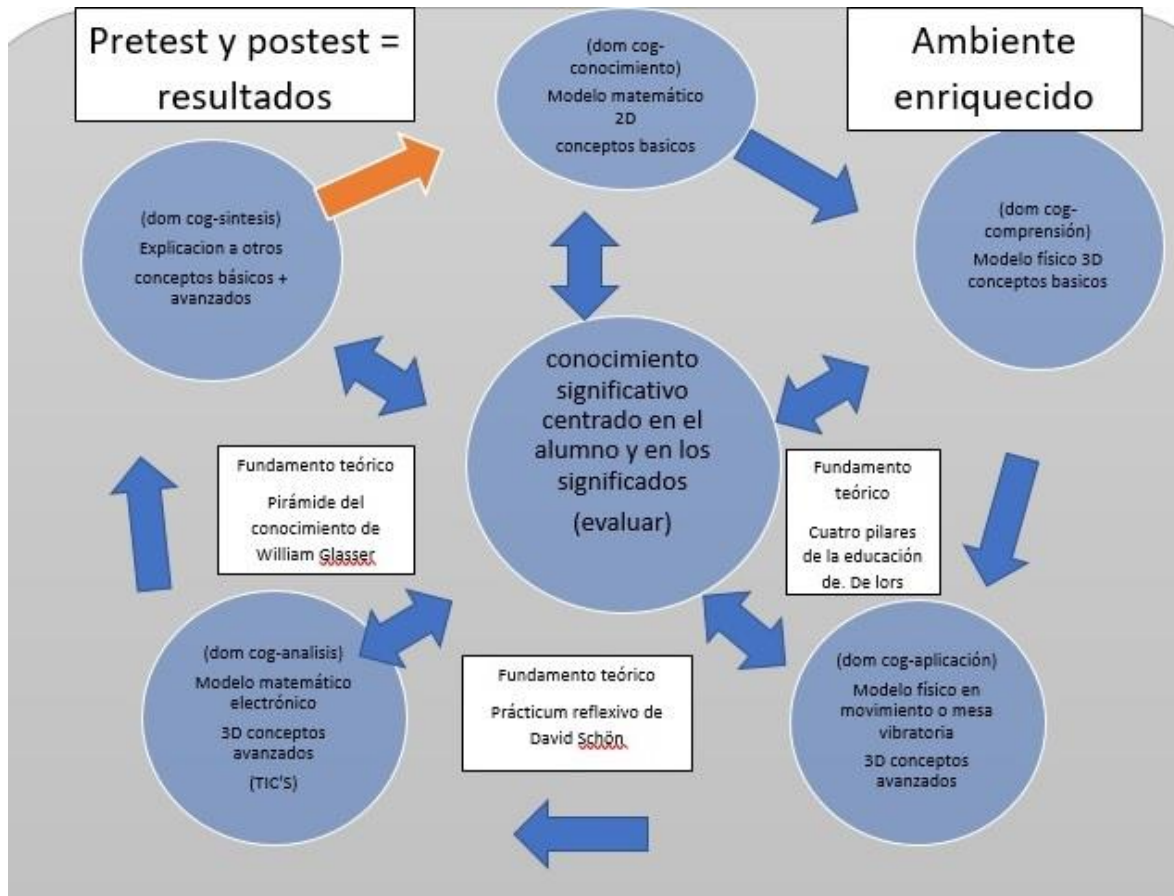 Pretest y postest =
resultados
(dom cog-
conocimiento)
Modelo matemático
2D
conceptos basicos
Ambiente
enriquecido
(dom cog-sintesis)
Explicacion a otros
conceptos básicos +
avanzados
(dom cog-
comprensión)
Modelo físico 3D
conceptos basicos
conocimiento
significativo
centrado en el
alumno y en los
significados
(evaluar)
Fundamento teórico
Pirámide del
conocimiento de
William Glasser
Fundamento
teórico
Cuatro pilares
de la educación
de. De lors
(dom cog-analisis)
Modelo matemático
electrónico
3D conceptos
avanzados
(TIC'S)
Fundamento teórico
Prácticum reflexivo de
David Schön
(dom cog-aplicación)
Modelo físico en
movimiento o mesa
vibratoria
3D conceptos
avanzados